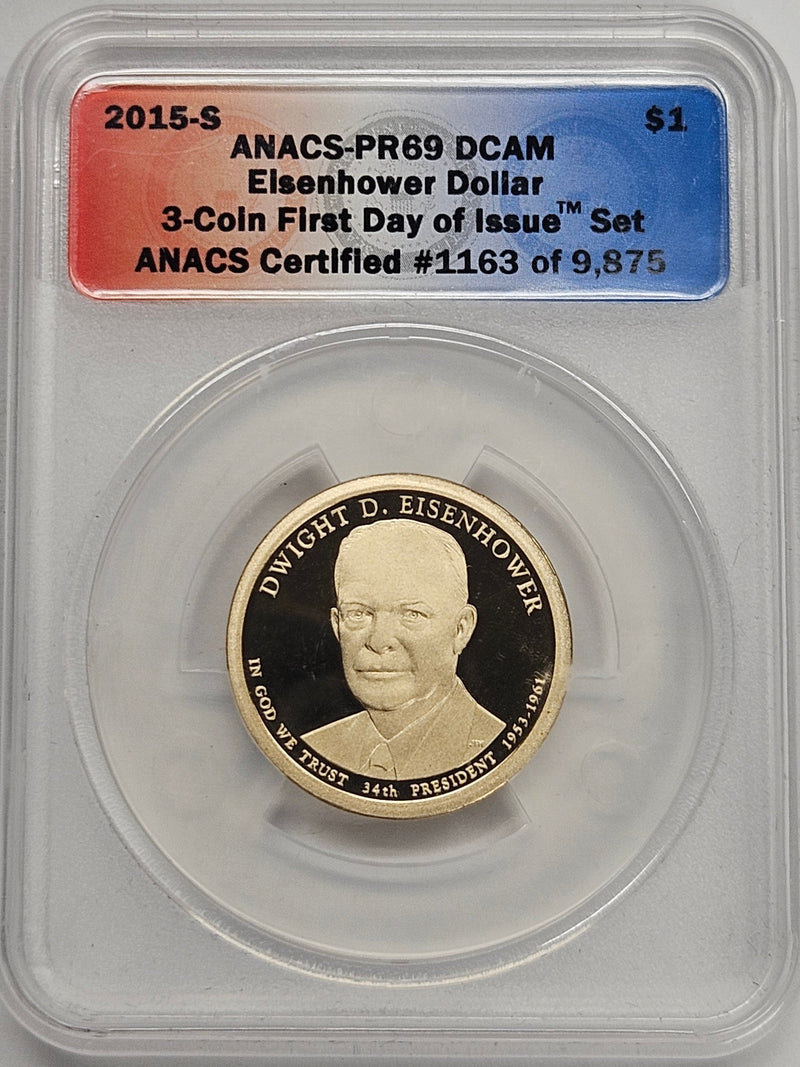 2015-S $1
ANACS-PR69 DCAM
Eisenhower Dollar
3-Coin First Day of Issue™ Set
ANACS Certified #1163 of 9,875
DWIGHT D. EISENHOWER
IN GOD WE TRUST 34th PRESIDENT 1953-1961